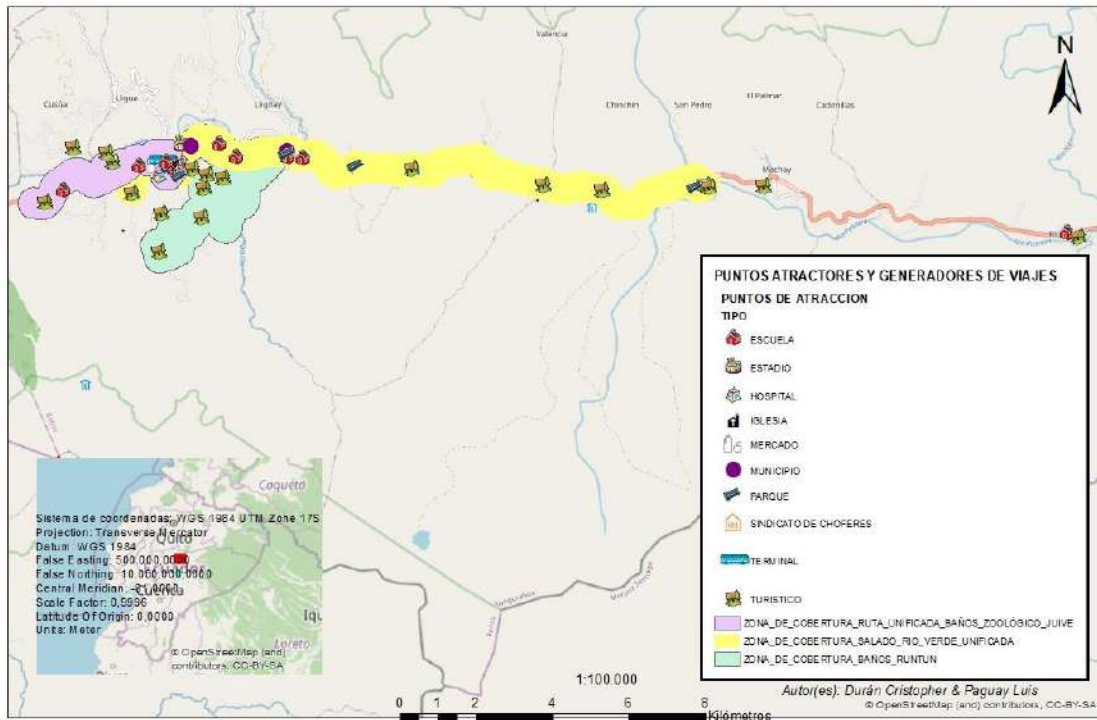 Valencia
N
Cusúa
Lligua
Lligñay
Chinchín
San Pedro
El Palmar
Cadenillas
Machay
PUNTOS ATRACTORES Y GENERADORES DE VIAJES
PUNTOS DE ATRACCION
TIPO
ESCUELA
ESTADIO
HOSPITAL
IGLESIA
MERCADO
MUNICIPIO
PARQUE
SINDICATO DE CHOFERES
TERMINAL
TURISTICO
ZONA_DE_COBERTURA_RUTA_UNIFICADA_BAÑOS_ZOOLÓGICO_JUIVE
ZONA_DE_COBERTURA_SALADO_RIO_VERDE_UNIFICADA
ZONA_DE_COBERTURA_BAÑOS_RUNTUN
Caqueta
Sistema de coordenadas: WGS 1984 UTM Zone 17S
Projection: Transverse Mercator
Quito
Datum: WGS 1984
False Easting: 500.000,0000
False Northing: 10.000.000,0000
Central Meridian: -81,0000
Cuenca
Scale Factor: 0,9996
Latitude Of Origin: 0,0000
Units: Meter
Loreto
© OpenStreetMap (and)
contributors, CC-BY-SA
1:100.000
0 1 2 4 6 8
Kilómetros
Autor(es): Durán Cristopher & Paguay Luis
© OpenStreetMap (and) contributors, CC-BY-SA